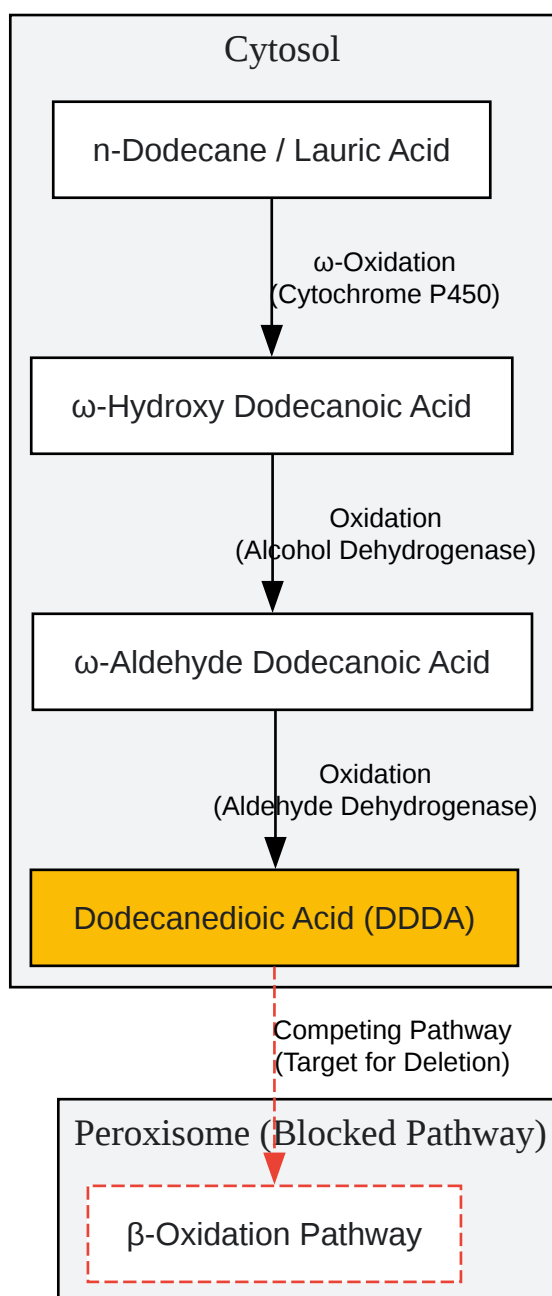 Cytosol
n-Dodecane / Lauric Acid
ω-Oxidation
(Cytochrome P450)
ω-Hydroxy Dodecanoic Acid
Oxidation
(Alcohol Dehydrogenase)
ω-Aldehyde Dodecanoic Acid
Oxidation
(Aldehyde Dehydrogenase)
Dodecanedioic Acid (DDDA)
Competing Pathway
(Target for Deletion)
Peroxisome (Blocked Pathway)
β-Oxidation Pathway